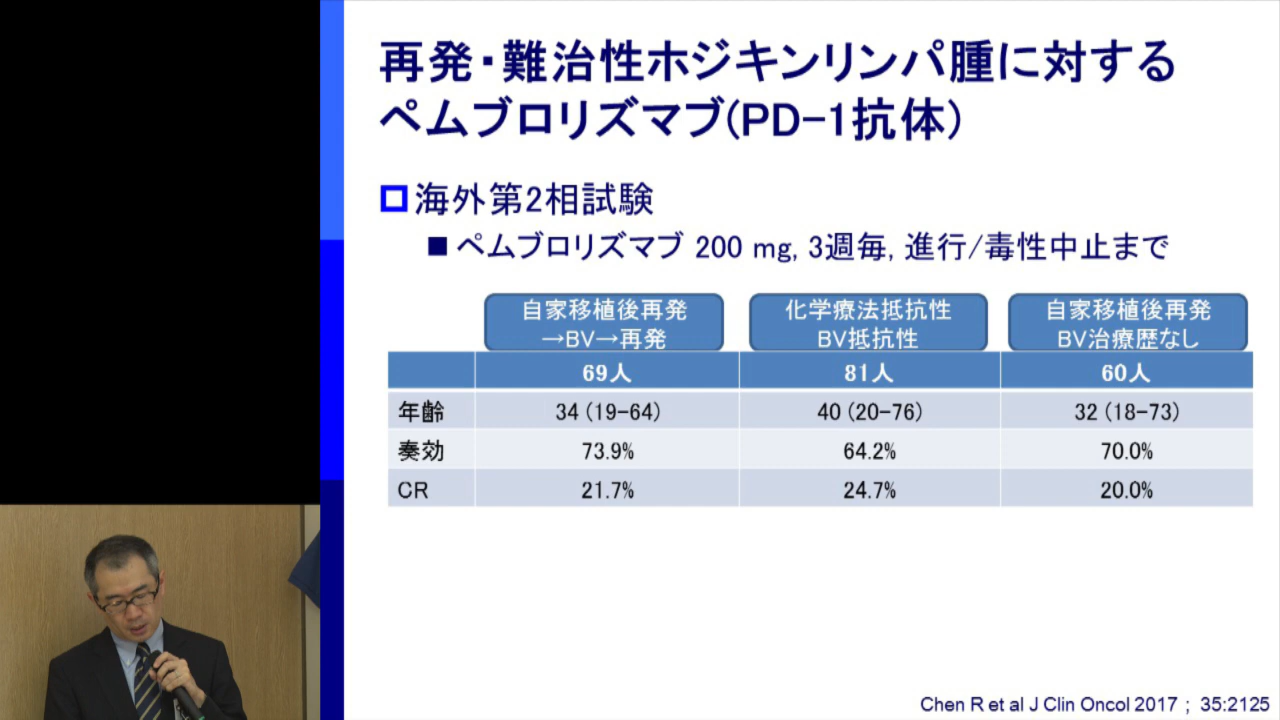 再発・難治性ホジキンリンパ腫に対する
ペムブロリズマブ(PD-1抗体)
海外第2相試験
ペムブロリズマブ 200 mg, 3週毎, 進行/毒性中止まで
自家移植後再発
→BV→再発
化学療法抵抗性
BV抵抗性
自家移植後再発
BV治療歴なし
69人 81人 60人
年齢 34 (19-64) 40 (20-76) 32 (18-73)
奏効 73.9% 64.2% 70.0%
CR 21.7% 24.7% 20.0%
Chen R et al J Clin Oncol 2017 ; 35:2125